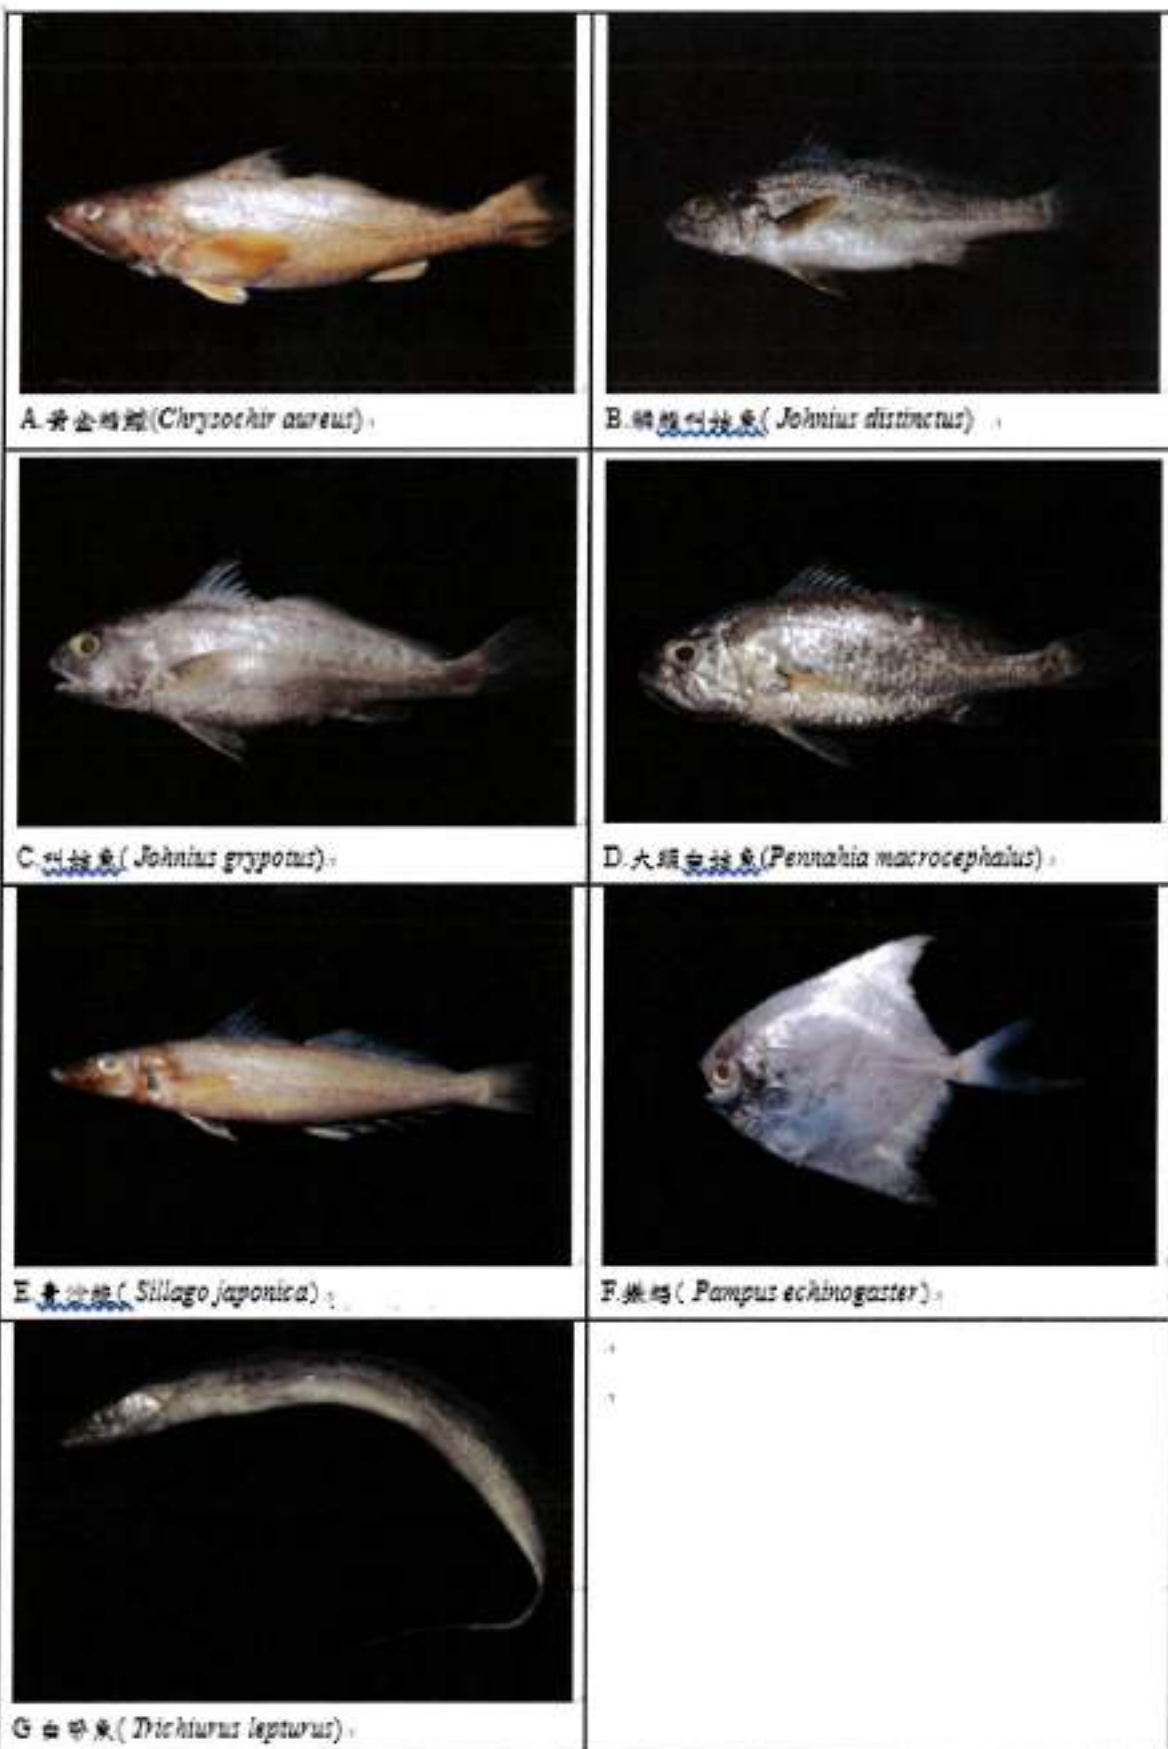 A.黃金鰭䱛(Chrysochir aureus)
B.鱗鰭叫姑魚( Johnius distinctus)
C.叫姑魚( Johnius grypotus)
D.大頭白姑魚(Pennahia macrocephalus)
E.青沙鮻( Sillago japonica)
F.鯧( Pampus echinogaster)
G 白帶魚( Trichiurus lepturus)